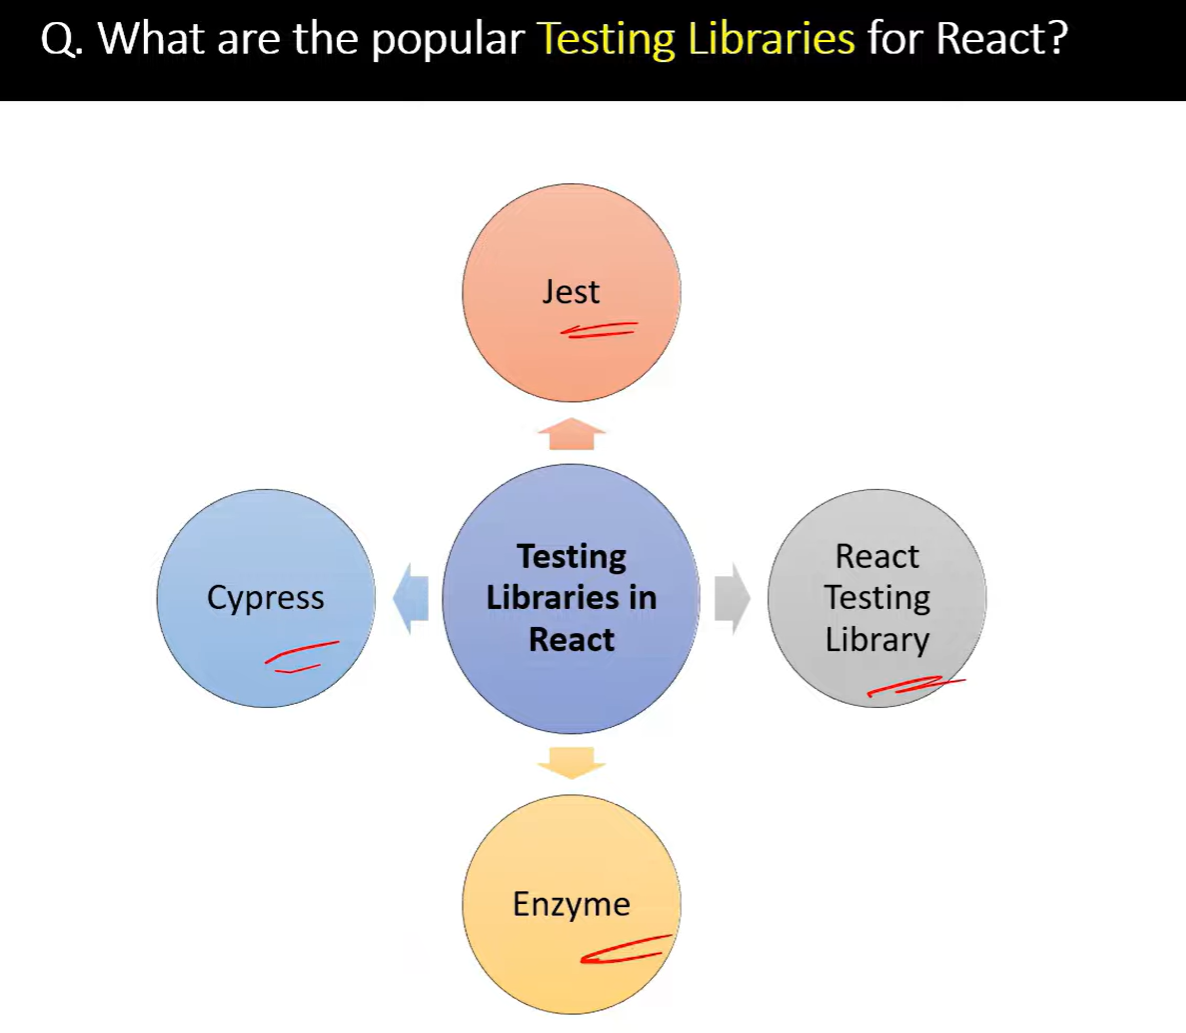 Q. What are the popular Testing Libraries for React?
Jest
Cypress
Testing
Libraries in
React
React
Testing
Library
Enzyme